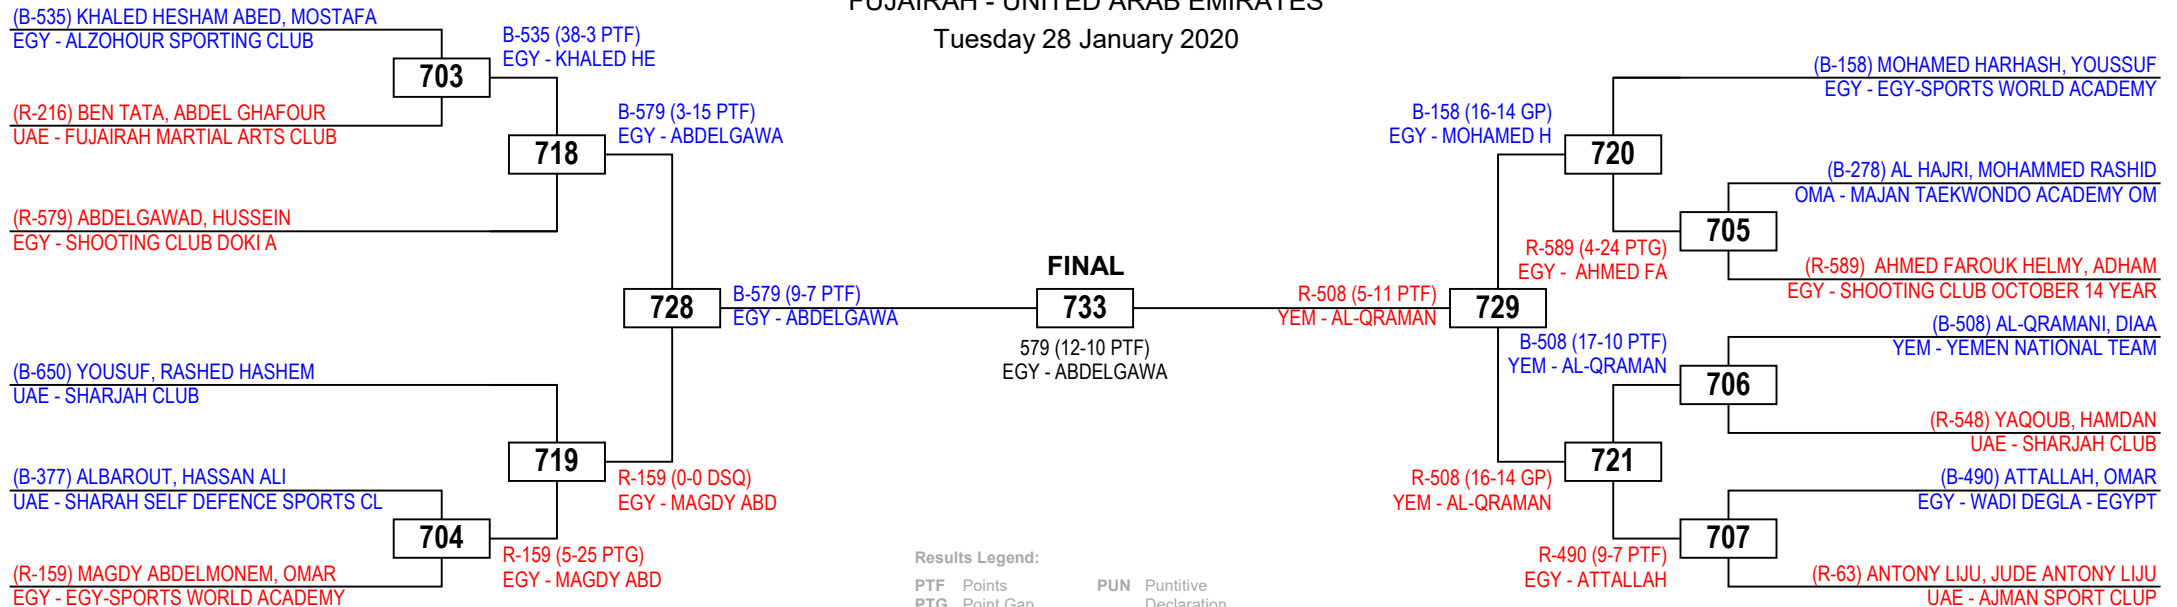 FUJAIRAH - UNITED ARAB EMIRATES
Tuesday 28 January 2020
(B-535) KHALED HESHAM ABED, MOSTAFA
EGY - ALZOHOUR SPORTING CLUB
703
(R-216) BEN TATA, ABDEL GHAFOUR
UAE - FUJAIRAH MARTIAL ARTS CLUB
B-535 (38-3 PTF)
EGY - KHALED HE
718
(R-579) ABDELGAWAD, HUSSEIN
EGY - SHOOTING CLUB DOKI A
B-579 (3-15 PTF)
EGY - ABDELGAWA
728
B-579 (9-7 PTF)
EGY - ABDELGAWA
(B-650) YOUSUF, RASHED HASHEM
UAE - SHARJAH CLUB
719
R-159 (0-0 DSQ)
EGY - MAGDY ABD
(B-377) ALBAROUT, HASSAN ALI
UAE - SHARAH SELF DEFENCE SPORTS CL
704
R-159 (5-25 PTG)
EGY - MAGDY ABD
(R-159) MAGDY ABDELMONEM, OMAR
EGY - EGY-SPORTS WORLD ACADEMY
FINAL
733
579 (12-10 PTF)
EGY - ABDELGAWA
(B-158) MOHAMED HARHASH, YOUSSUF
EGY - EGY-SPORTS WORLD ACADEMY
B-158 (16-14 GP)
EGY - MOHAMED H
720
(B-278) AL HAJRI, MOHAMMED RASHID
OMA - MAJAN TAEKWONDO ACADEMY OM
705
R-589 (4-24 PTG)
EGY - AHMED FA
(R-589) AHMED FAROUK HELMY, ADHAM
EGY - SHOOTING CLUB OCTOBER 14 YEAR
R-508 (5-11 PTF)
YEM - AL-QRAMAN
729
(B-508) AL-QRAMANI, DIAA
YEM - YEMEN NATIONAL TEAM
B-508 (17-10 PTF)
YEM - AL-QRAMAN
706
(R-548) YAQOUB, HAMDAN
UAE - SHARJAH CLUB
721
R-508 (16-14 GP)
YEM - AL-QRAMAN
(B-490) ATTALLAH, OMAR
EGY - WADI DEGLA - EGYPT
707
R-490 (9-7 PTF)
EGY - ATTALLAH
(R-63) ANTONY LIJU, JUDE ANTONY LIJU
UAE - AJMAN SPORT CLUP
Results Legend:
PTF Points
PTG Point Gap
PUN Puntitive
Declaration